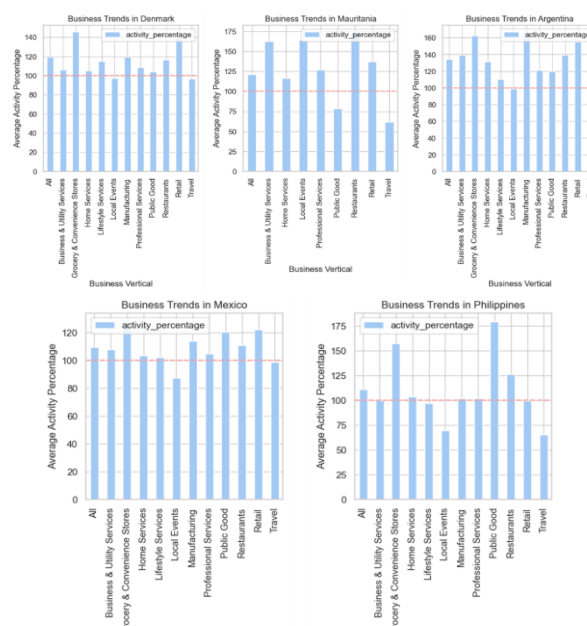 Business Trends in Denmark
activity_percentage
140
120
100
80
60
40
20
0
Average Activity Percentage
All
Business & Utility Services
Grocery & Convenience Stores
Home Services
Lifestyle Services
Local Events
Manufacturing
Professional Services
Public Good
Restaurants
Retail
Travel
Business Vertical
Business Trends in Mauritania
activity_percentage
175
150
125
100
75
50
25
0
Average Activity Percentage
All
Business & Utility Services
Home Services
Local Events
Professional Services
Public Good
Restaurants
Retail
Travel
Business Vertical
Business Trends in Argentina
activity_percentage
160
140
120
100
80
60
40
20
0
Average Activity Percentage
All
Business & Utility Services
Grocery & Convenience Stores
Home Services
Lifestyle Services
Local Events
Manufacturing
Professional Services
Public Good
Restaurants
Retail
Business Vertical
Business Trends in Mexico
activity_percentage
120
100
80
60
40
20
0
Average Activity Percentage
All
Business & Utility Services
rocery & Convenience Stores
Home Services
Lifestyle Services
Local Events
Manufacturing
Professional Services
Public Good
Restaurants
Retail
Travel
Business Trends in Philippines
activity_percentage
175
150
125
100
75
50
25
0
Average Activity Percentage
All
Business & Utility Services
rocery & Convenience Stores
Home Services
Lifestyle Services
Local Events
Manufacturing
Professional Services
Public Good
Restaurants
Retail
Travel